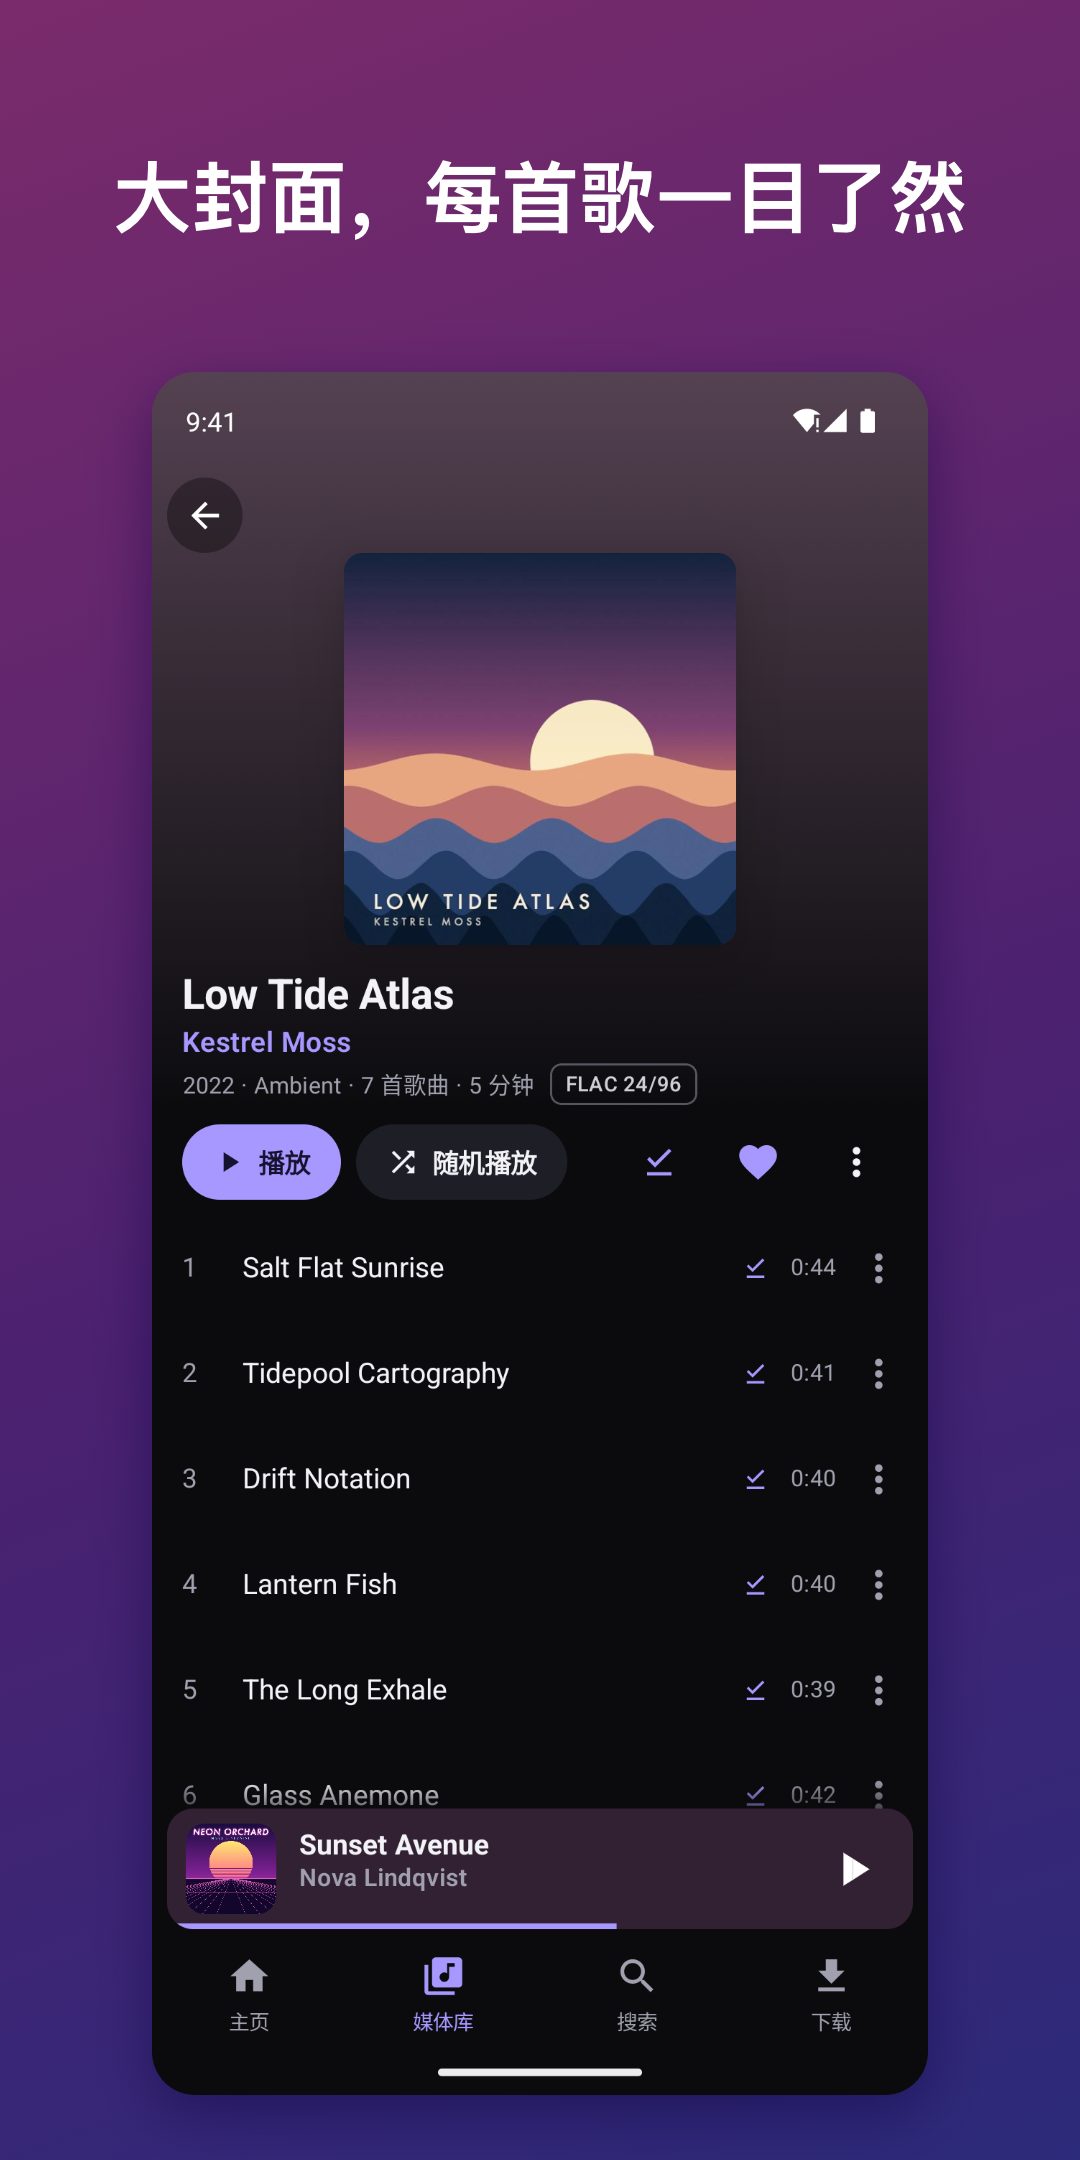 大封面，每首歌一目了然
9:41
LOW TIDE ATLAS
KESTREL MOSS
Low Tide Atlas
Kestrel Moss
2022 · Ambient · 7 首歌曲 · 5 分钟 FLAC 24/96
播放 随机播放
1 Salt Flat Sunrise 0:44
2 Tidepool Cartography 0:41
3 Drift Notation 0:40
4 Lantern Fish 0:40
5 The Long Exhale 0:39
6 Glass Anemone 0:42
NEON ORCHARD
Sunset Avenue
Nova Lindqvist
主页 媒体库 搜索 下载